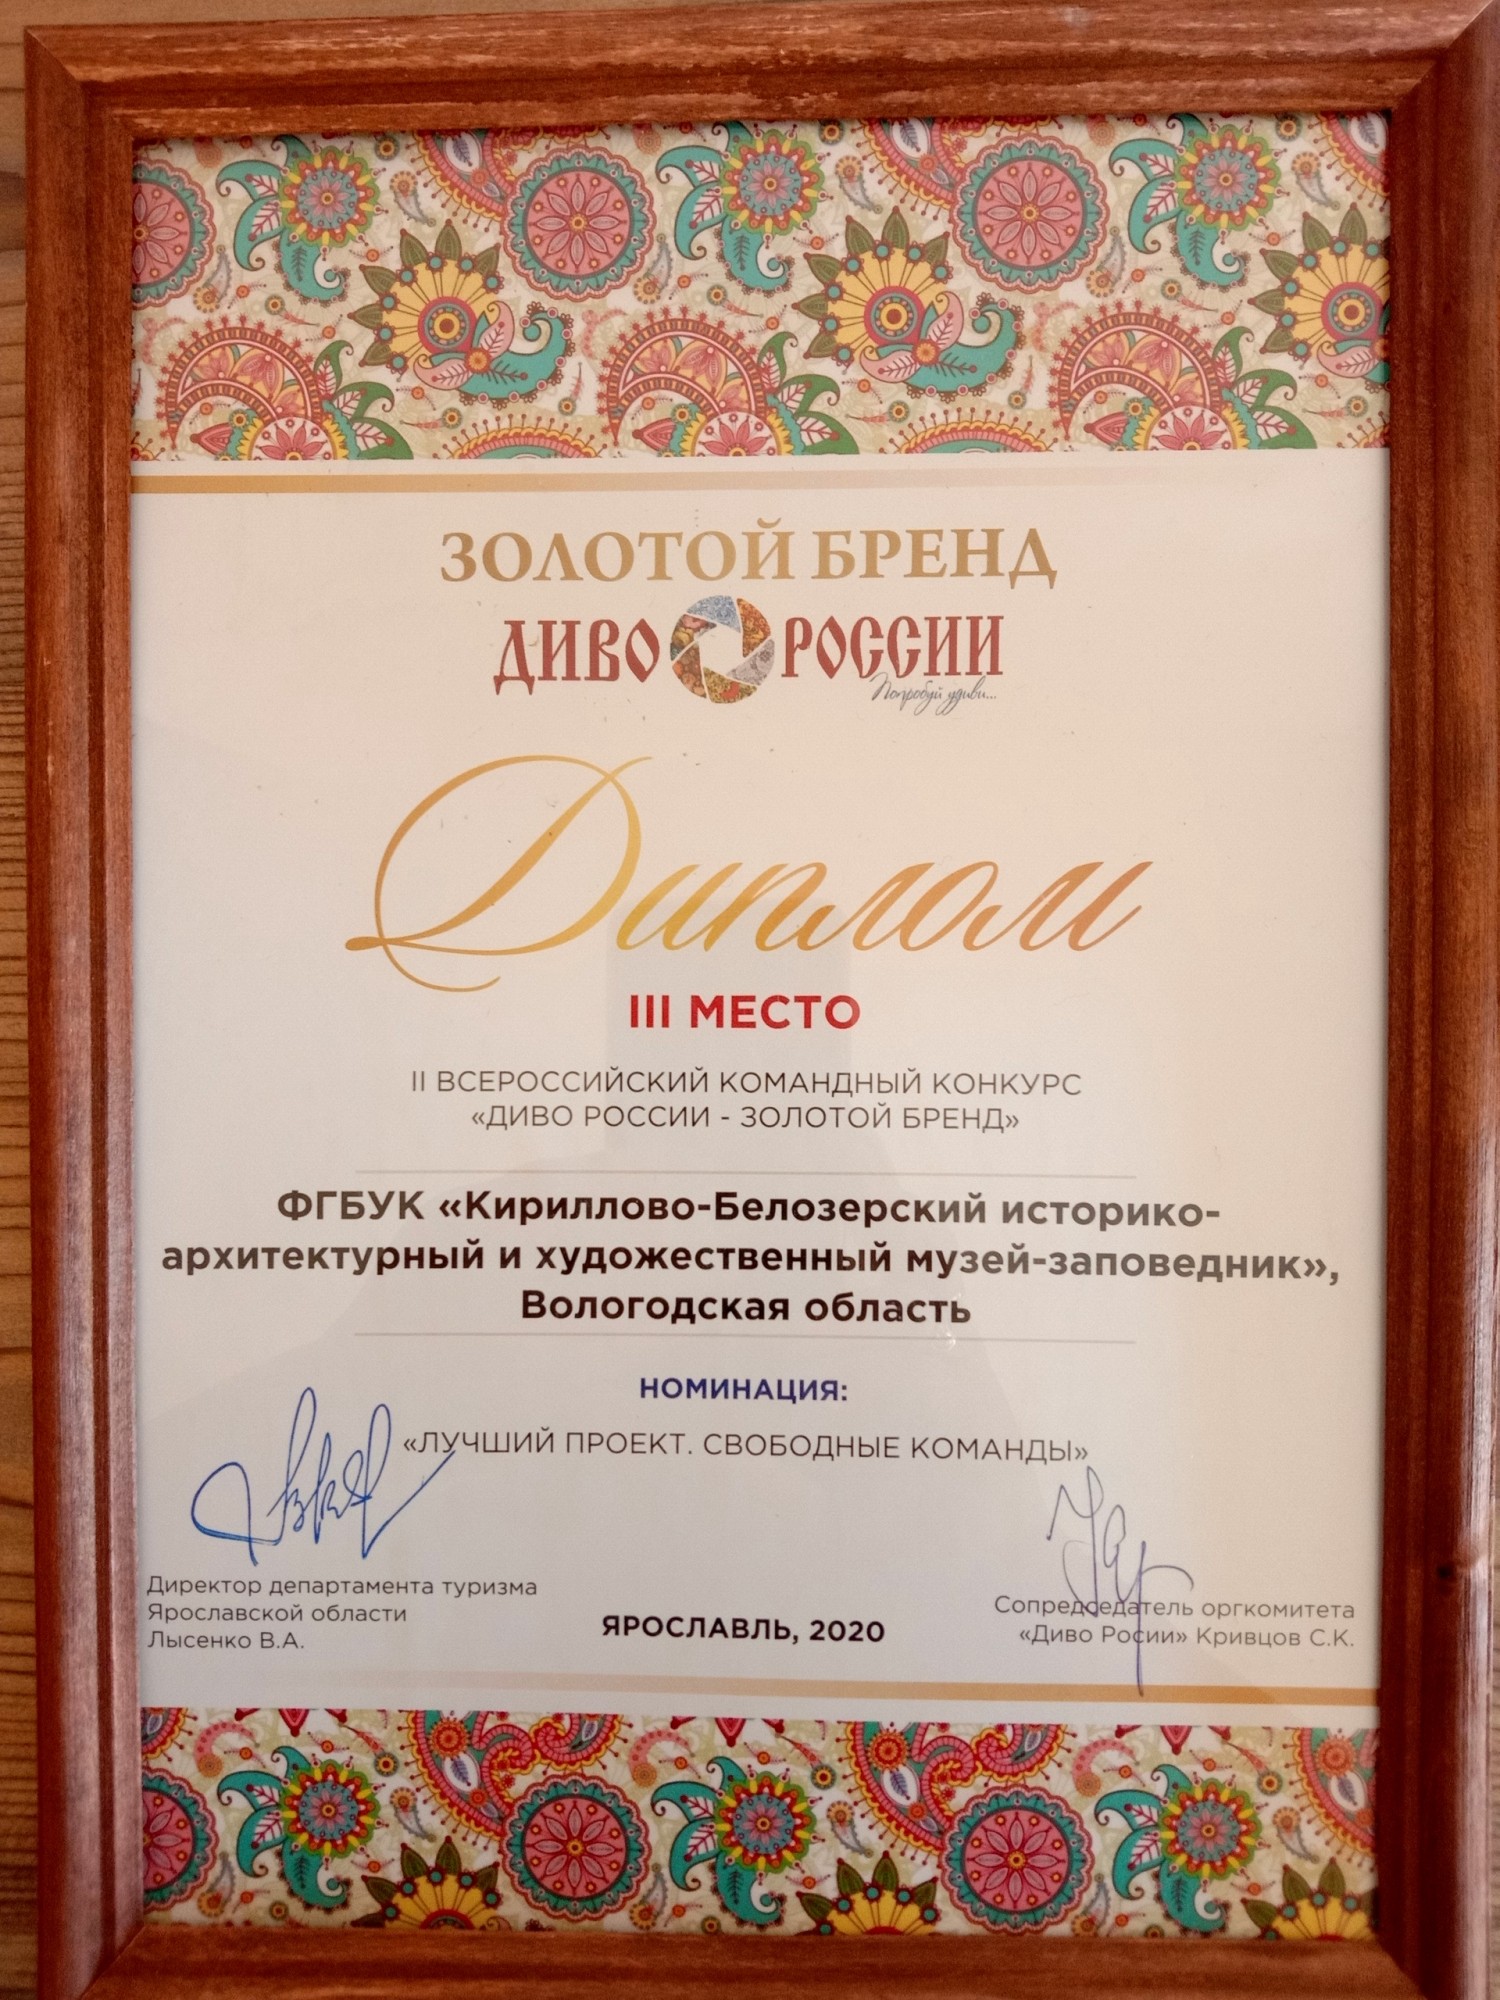 ЗОЛОТОЙ БРЕНД
ДИВО РОССИИ
Попробуй удиви...
Диплом
III МЕСТО
II ВСЕРОССИЙСКИЙ КОМАНДНЫЙ КОНКУРС
«ДИВО РОССИИ - ЗОЛОТОЙ БРЕНД»
ФГБУК «Кириллово-Белозерский историко-
архитектурный и художественный музей-заповедник»,
Вологодская область
НОМИНАЦИЯ:
«ЛУЧШИЙ ПРОЕКТ. СВОБОДНЫЕ КОМАНДЫ»
Директор департамента туризма
Ярославской области
Лысенко В.А.
ЯРОСЛАВЛЬ, 2020
Сопредседатель оргкомитета
«Диво Росии» Кривцов С.К.